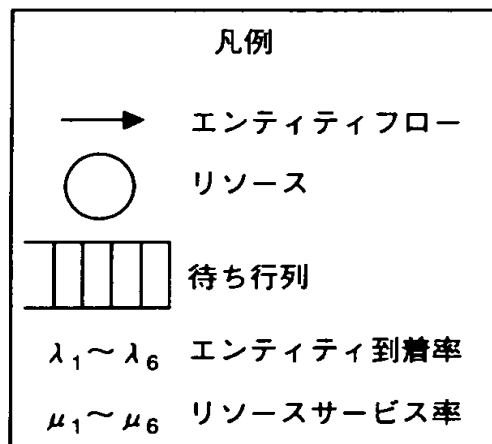 凡例
エンティティフロー
リソース
待ち行列
λ1～λ6 エンティティ到着率
μ1～μ6 リソースサービス率